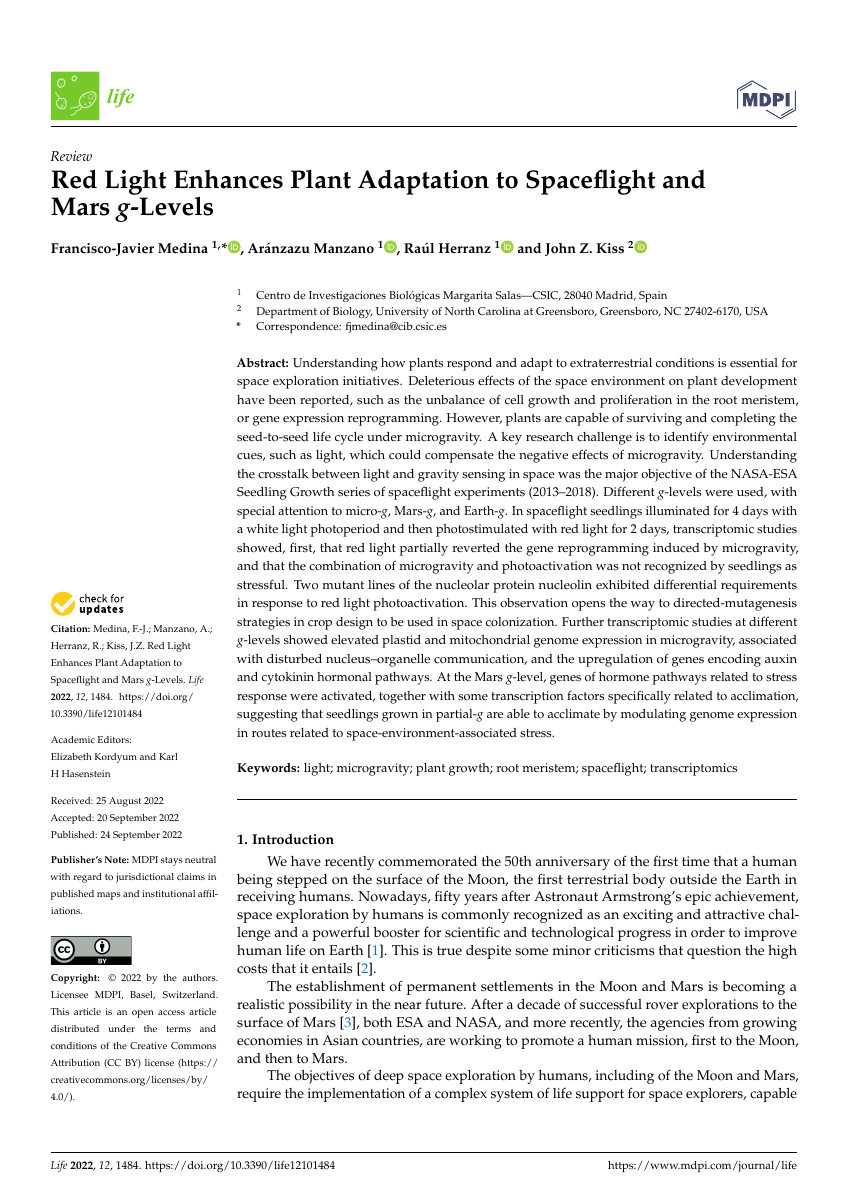 life
MDPI
Review
Red Light Enhances Plant Adaptation to Spaceflight and
Mars g-Levels
Francisco-Javier Medina 1,*, Aránzazu Manzano 1, Raúl Herranz 1 and John Z. Kiss 2
1 Centro de Investigaciones Biológicas Margarita Salas—CSIC, 28040 Madrid, Spain
2 Department of Biology, University of North Carolina at Greensboro, Greensboro, NC 27402-6170, USA
* Correspondence: fjmedina@cib.csic.es
Abstract: Understanding how plants respond and adapt to extraterrestrial conditions is essential for
space exploration initiatives. Deleterious effects of the space environment on plant development
have been reported, such as the unbalance of cell growth and proliferation in the root meristem,
or gene expression reprogramming. However, plants are capable of surviving and completing the
seed-to-seed life cycle under microgravity. A key research challenge is to identify environmental
cues, such as light, which could compensate the negative effects of microgravity. Understanding
the crosstalk between light and gravity sensing in space was the major objective of the NASA-ESA
Seedling Growth series of spaceflight experiments (2013–2018). Different g-levels were used, with
special attention to micro-g, Mars-g, and Earth-g. In spaceflight seedlings illuminated for 4 days with
a white light photoperiod and then photostimulated with red light for 2 days, transcriptomic studies
showed, first, that red light partially reverted the gene reprogramming induced by microgravity,
and that the combination of microgravity and photoactivation was not recognized by seedlings as
stressful. Two mutant lines of the nucleolar protein nucleolin exhibited differential requirements
in response to red light photoactivation. This observation opens the way to directed-mutagenesis
strategies in crop design to be used in space colonization. Further transcriptomic studies at different
g-levels showed elevated plastid and mitochondrial genome expression in microgravity, associated
with disturbed nucleus–organelle communication, and the upregulation of genes encoding auxin
and cytokinin hormonal pathways. At the Mars g-level, genes of hormone pathways related to stress
response were activated, together with some transcription factors specifically related to acclimation,
suggesting that seedlings grown in partial-g are able to acclimate by modulating genome expression
in routes related to space-environment-associated stress.
Keywords: light; microgravity; plant growth; root meristem; spaceflight; transcriptomics
check for
updates
Citation: Medina, F.-J.; Manzano, A.;
Herranz, R.; Kiss, J.Z. Red Light
Enhances Plant Adaptation to
Spaceflight and Mars g-Levels. Life
2022, 12, 1484. https://doi.org/
10.3390/life12101484
Academic Editors:
Elizabeth Kordyum and Karl
H Hasenstein
Received: 25 August 2022
Accepted: 20 September 2022
Published: 24 September 2022
Publisher's Note: MDPI stays neutral
with regard to jurisdictional claims in
published maps and institutional affil-
iations.
CC BY
Copyright: © 2022 by the authors.
Licensee MDPI, Basel, Switzerland.
This article is an open access article
distributed under the terms and
conditions of the Creative Commons
Attribution (CC BY) license (https://
creativecommons.org/licenses/by/
4.0/).
1. Introduction
We have recently commemorated the 50th anniversary of the first time that a human
being stepped on the surface of the Moon, the first terrestrial body outside the Earth in
receiving humans. Nowadays, fifty years after Astronaut Armstrong's epic achievement,
space exploration by humans is commonly recognized as an exciting and attractive chal-
lenge and a powerful booster for scientific and technological progress in order to improve
human life on Earth [1]. This is true despite some minor criticisms that question the high
costs that it entails [2].
The establishment of permanent settlements in the Moon and Mars is becoming a
realistic possibility in the near future. After a decade of successful rover explorations to the
surface of Mars [3], both ESA and NASA, and more recently, the agencies from growing
economies in Asian countries, are working to promote a human mission, first to the Moon,
and then to Mars.
The objectives of deep space exploration by humans, including of the Moon and Mars,
require the implementation of a complex system of life support for space explorers, capable
Life 2022, 12, 1484. https://doi.org/10.3390/life12101484
https://www.mdpi.com/journal/life